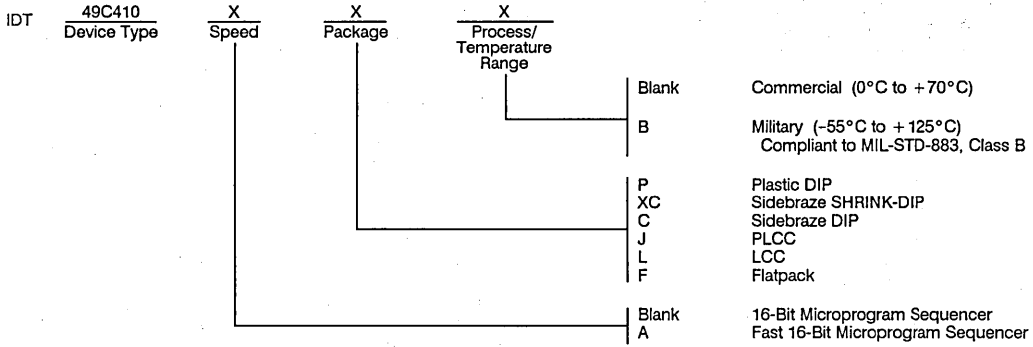 IDT 49C410 X X X
Device Type Speed Package Process/
Temperature
Range
Blank Commercial (0°C to +70°C)
B Military (–55°C to +125°C)
Compliant to MIL-STD-883, Class B
P Plastic DIP
XC Sidebraze SHRINK-DIP
C Sidebraze DIP
J PLCC
L LCC
F Flatpack
Blank 16-Bit Microprogram Sequencer
A Fast 16-Bit Microprogram Sequencer